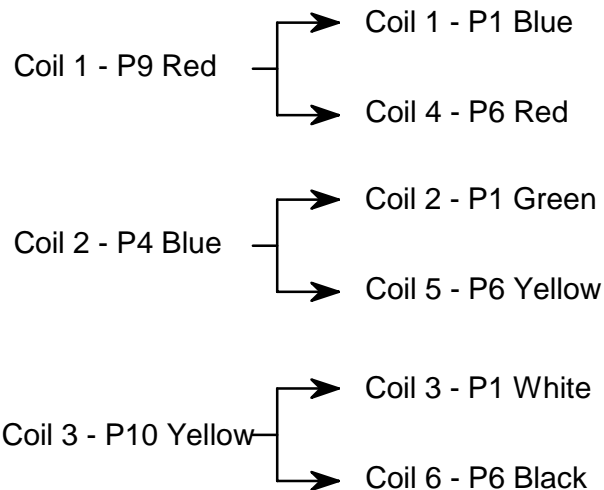 Coil 1 - P1 Blue
Coil 1 - P9 Red
Coil 4 - P6 Red
Coil 2 - P1 Green
Coil 2 - P4 Blue
Coil 5 - P6 Yellow
Coil 3 - P1 White
Coil 3 - P10 Yellow
Coil 6 - P6 Black